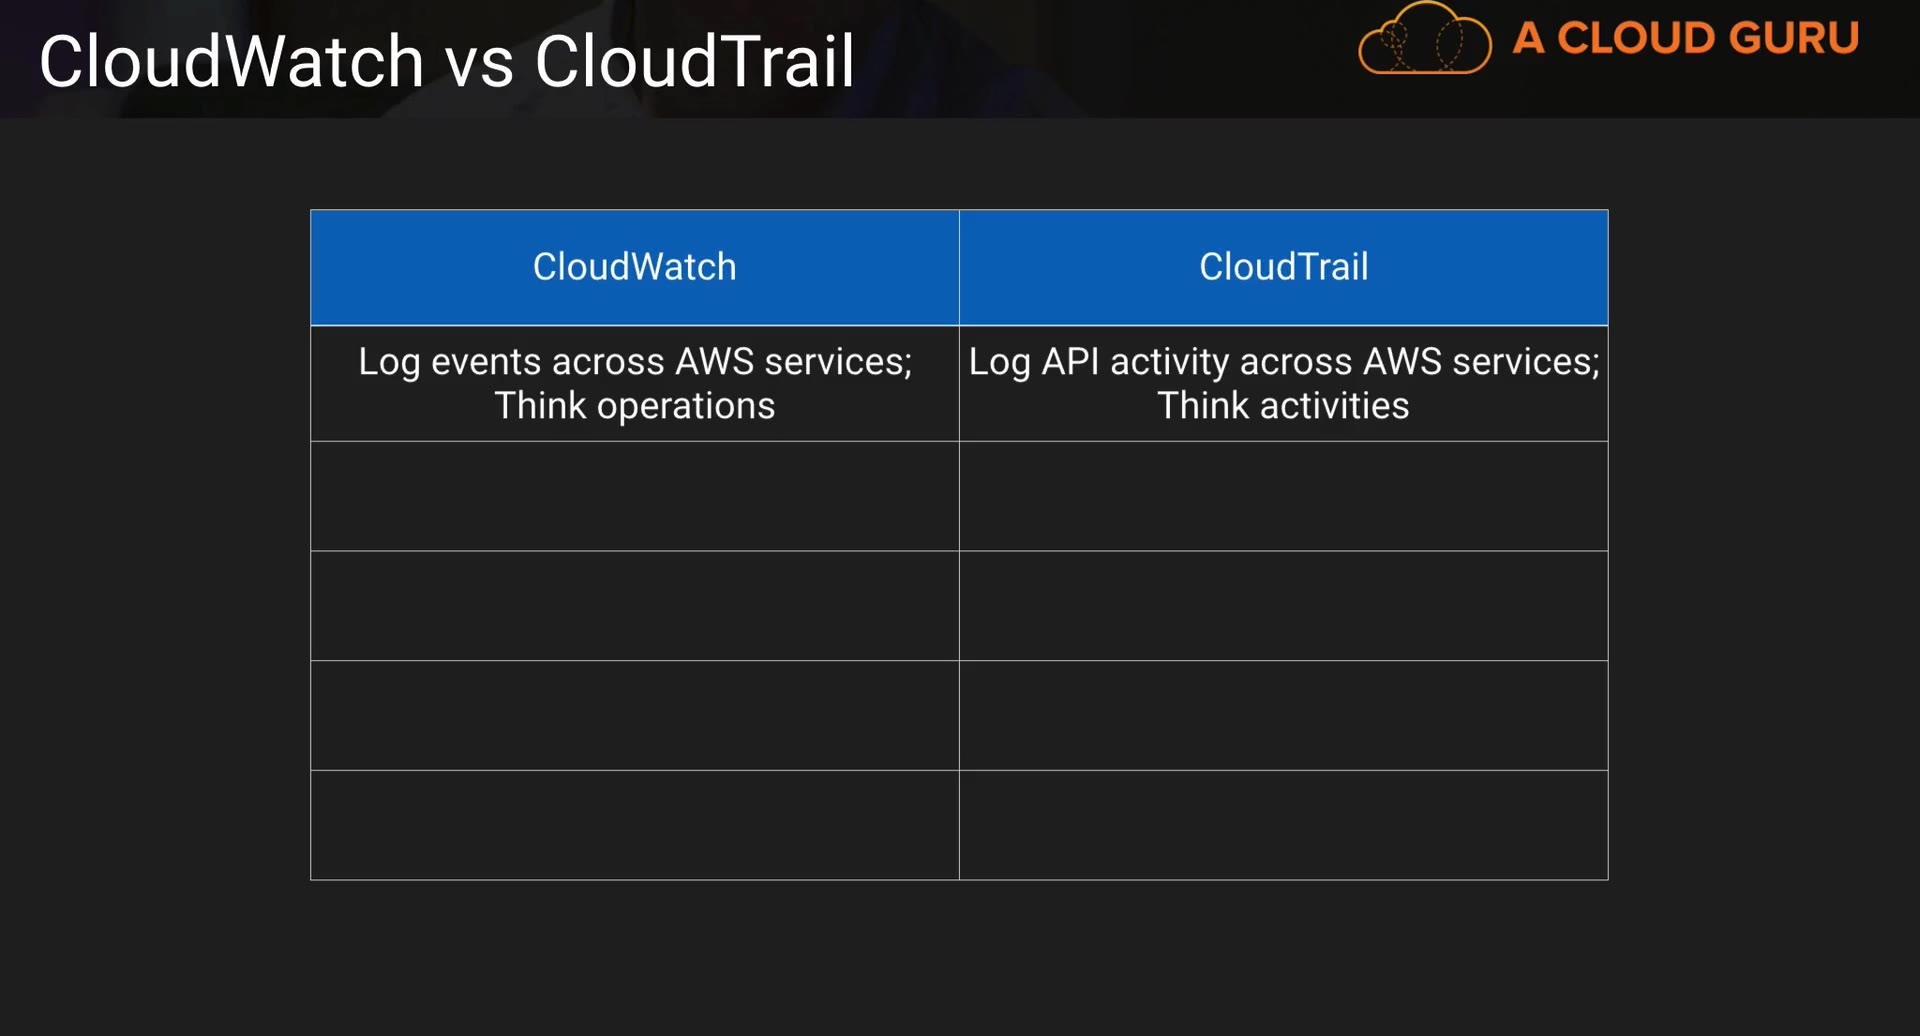 CloudWatch vs CloudTrail
A CLOUD GURU
CloudWatch
CloudTrail
Log events across AWS services;
Think operations
Log API activity across AWS services;
Think activities